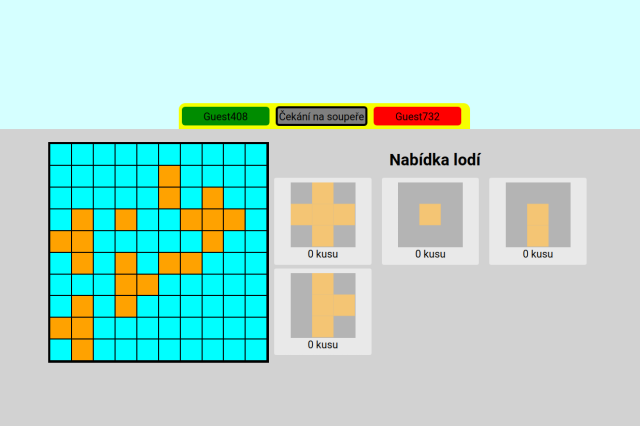 Guest408
Čekání na soupeře
Guest732
Nabídka lodí
0 kusu
0 kusu
0 kusu
0 kusu